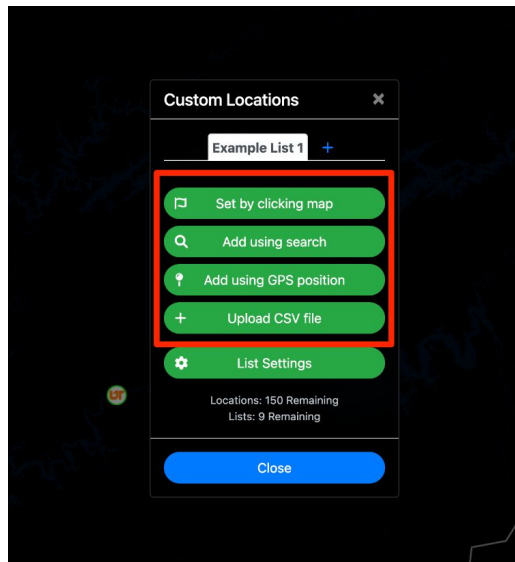 Custom Locations
Example List 1
Set by clicking map
Add using search
Add using GPS position
Upload CSV file
List Settings
UT
Locations: 150 Remaining
Lists: 9 Remaining
Close